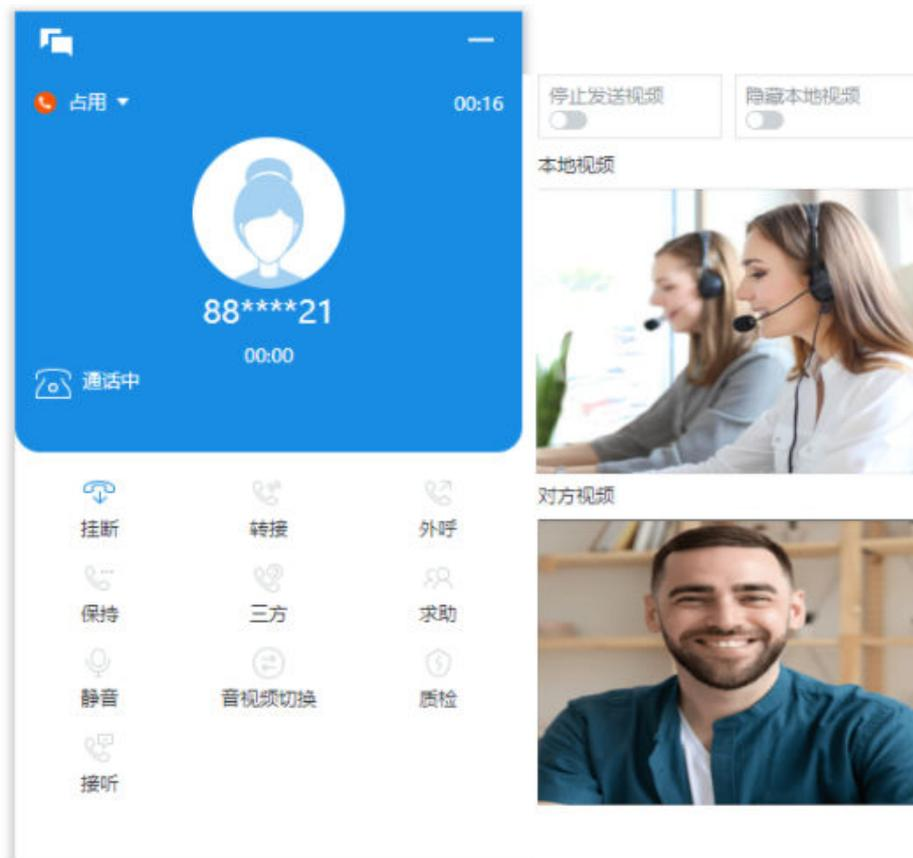 占用
00:16
88****21
00:00
通话中
挂断
转接
外呼
保持
三方
求助
静音
音视频切换
质检
接听
停止发送视频
隐藏本地视频
本地视频
对方视频